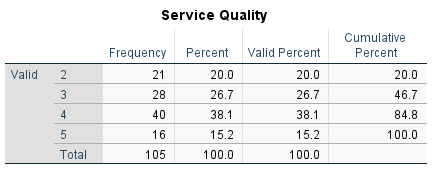 Service Quality
Frequency Percent Valid Percent Cumulative Percent
Valid 2 21 20.0 20.0 20.0
3 28 26.7 26.7 46.7
4 40 38.1 38.1 84.8
5 16 15.2 15.2 100.0
Total 105 100.0 100.0